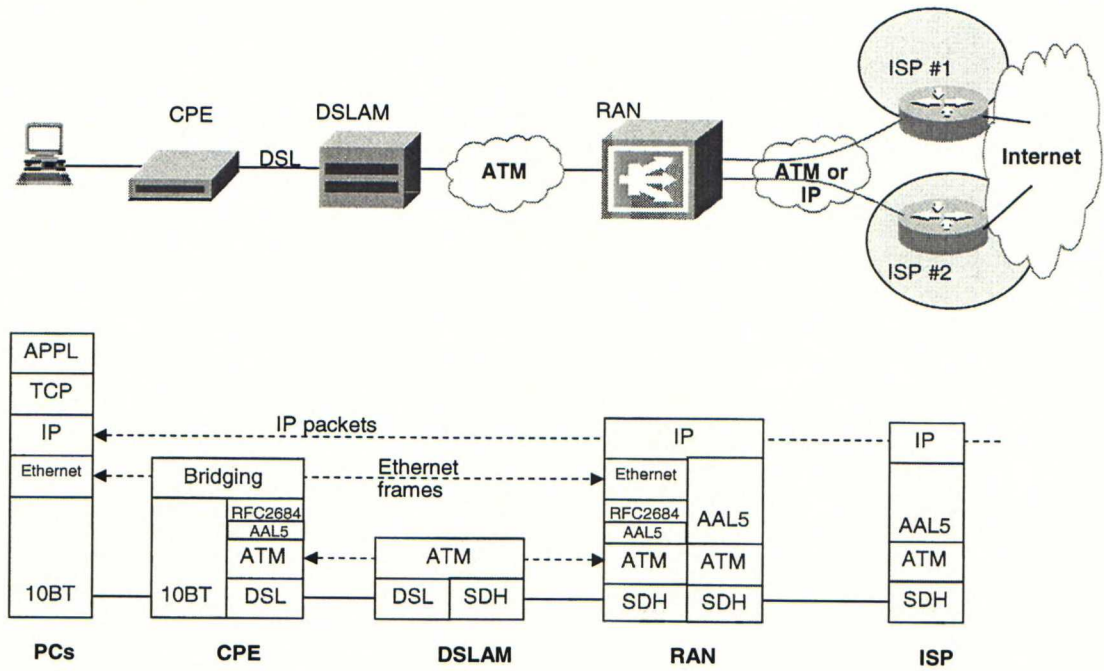 ISP #1
CPE
DSLAM
RAN
DSL
ATM
ATM or
IP
Internet
ISP #2
APPL
TCP
IP
IP packets
IP
IP
Ethernet
Bridging
Ethernet
frames
Ethernet
RFC2684
AAL5
RFC2684
AAL5
AAL5
AAL5
ATM
ATM
ATM
ATM
ATM
10BT
10BT
DSL
DSL
SDH
SDH
SDH
SDH
PCs
CPE
DSLAM
RAN
ISP